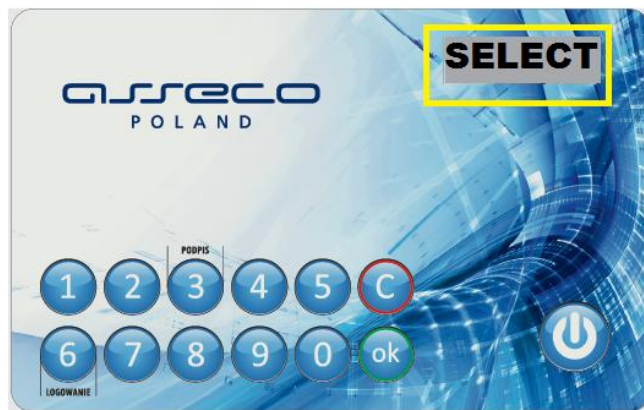 SELECT
asseco
POLAND
PODPIS
1 2 3 4 5 C
6 7 8 9 0 ok
LOGOWANIE